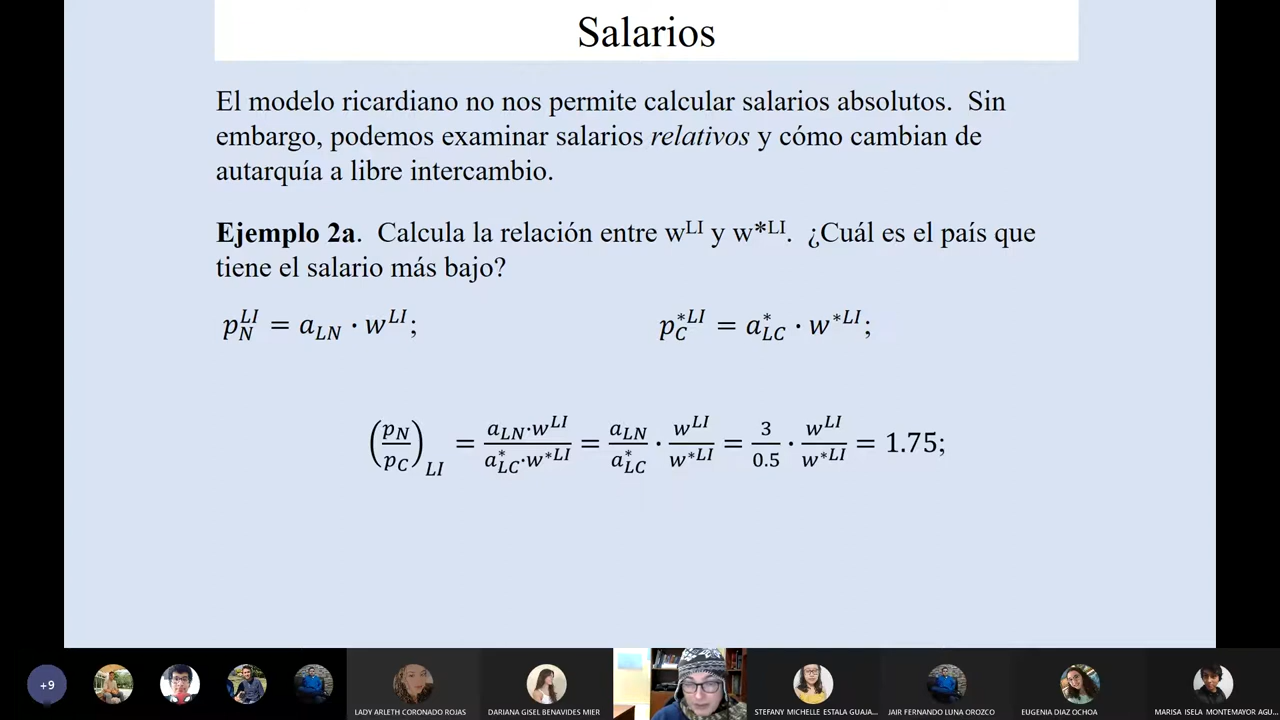 Salarios
El modelo ricardiano no nos permite calcular salarios absolutos. Sin
embargo, podemos examinar salarios relativos y cómo cambian de
autarquía a libre intercambio.
Ejemplo 2a. Calcula la relación entre w^LI y w*^LI. ¿Cuál es el país que
tiene el salario más bajo?
p_N^LI = a_LN · w^LI; p_C^*LI = a_LC^* · w^*LI;
(p_N/p_C)_LI = (a_LN·w^LI)/(a_LC^*·w^*LI) = a_LN/a_LC^* · w^LI/w^*LI = 3/0.5 · w^LI/w^*LI = 1.75;
+9
LADY ARLETH CORONADO ROJAS
DARIANA GISEL BENAVIDES MIER
STEFANY MICHELLE ESTALA GUAJA...
JAIR FERNANDO LUNA OROZCO
EUGENIA DIAZ OCHOA
MARISA ISELA MONTEMAYOR AGU...